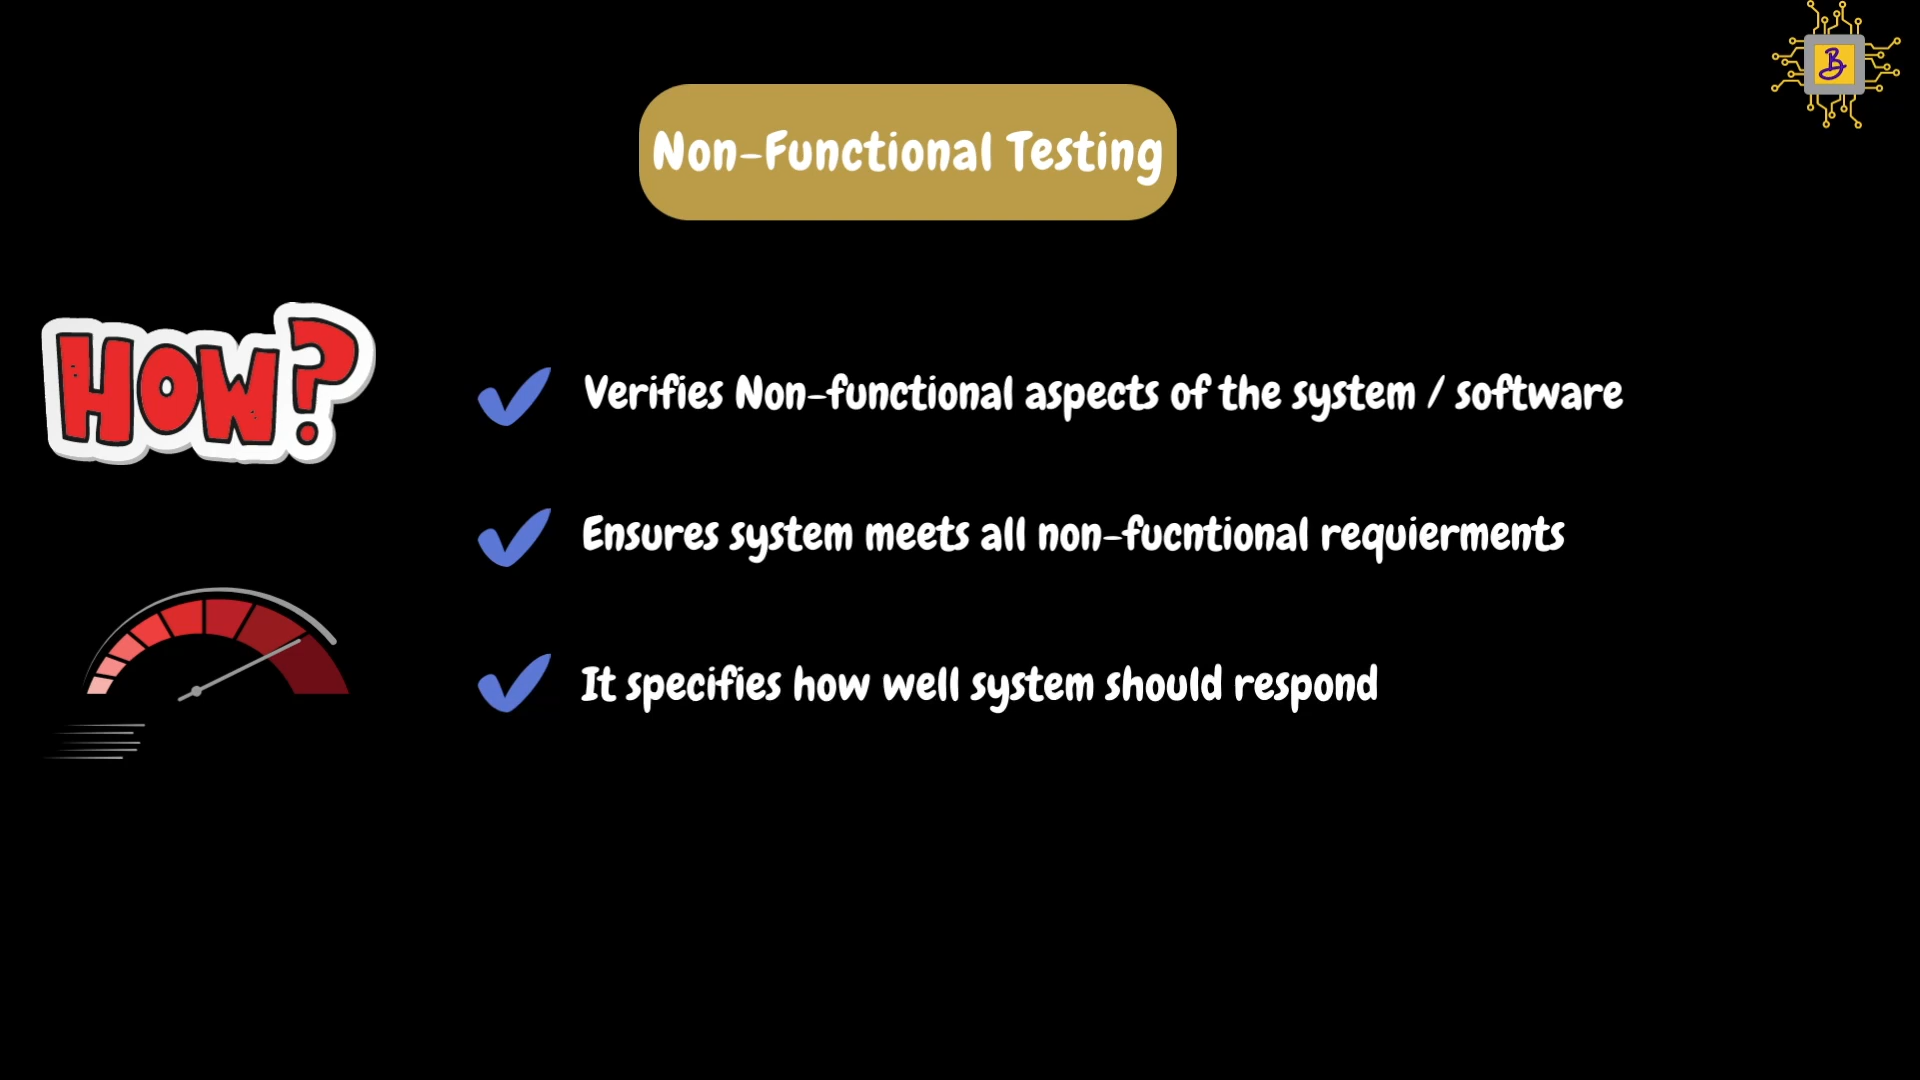 B
Non-Functional Testing
HOW?
Verifies Non-functional aspects of the system / software
Ensures system meets all non-fucntional requierments
It specifies how well system should respond